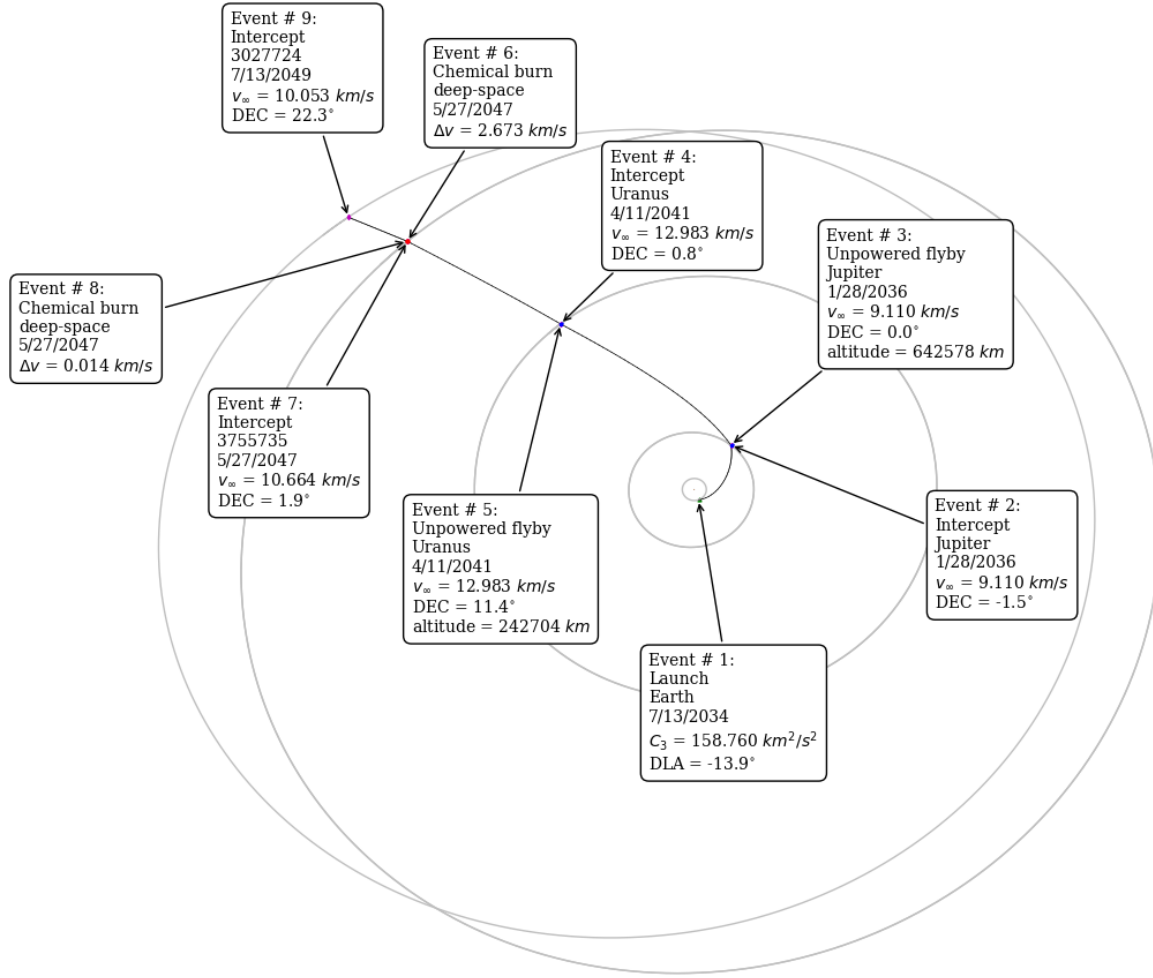 Event # 9:
Intercept
3027724
7/13/2049
v∞ = 10.053 km/s
DEC = 22.3°
Event # 6:
Chemical burn
deep-space
5/27/2047
Δv = 2.673 km/s
Event # 4:
Intercept
Uranus
4/11/2041
v∞ = 12.983 km/s
DEC = 0.8°
Event # 3:
Unpowered flyby
Jupiter
1/28/2036
v∞ = 9.110 km/s
DEC = 0.0°
altitude = 642578 km
Event # 8:
Chemical burn
deep-space
5/27/2047
Δv = 0.014 km/s
Event # 7:
Intercept
3755735
5/27/2047
v∞ = 10.664 km/s
DEC = 1.9°
Event # 5:
Unpowered flyby
Uranus
4/11/2041
v∞ = 12.983 km/s
DEC = 11.4°
altitude = 242704 km
Event # 2:
Intercept
Jupiter
1/28/2036
v∞ = 9.110 km/s
DEC = -1.5°
Event # 1:
Launch
Earth
7/13/2034
C₃ = 158.760 km²/s²
DLA = -13.9°